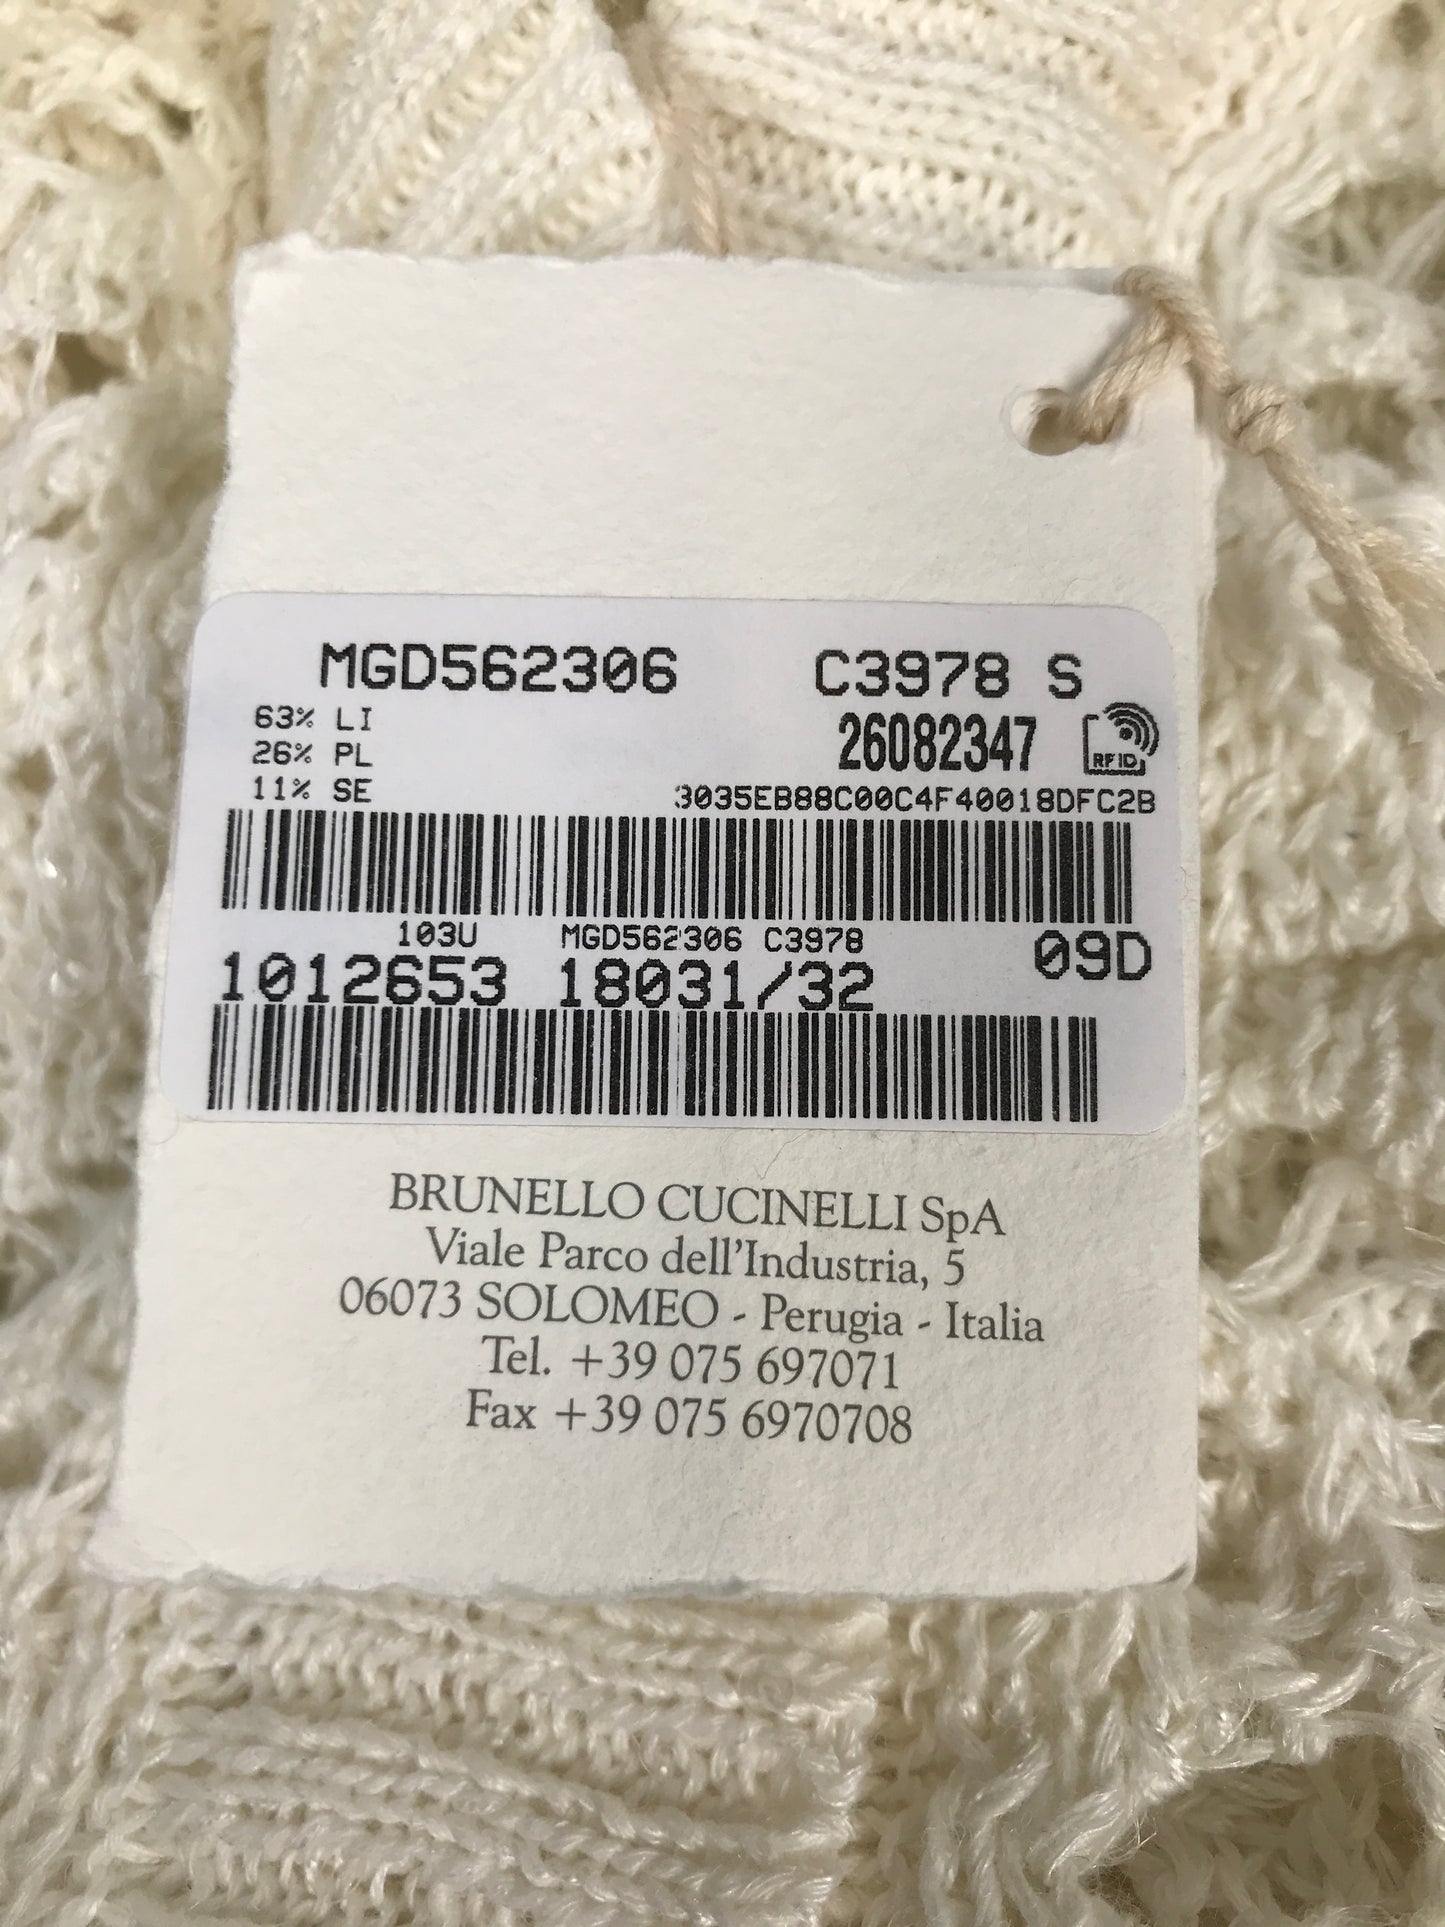 MGD562306 C3978 S
63% LI
26% PL
11% SE
26082347
RFID
3035EB88C00C4F40018DFC2B
103U MGD562306 C3978
1012653 18031/32 09D
BRUNELLO CUCINELLI SpA
Viale Parco dell'Industria, 5
06073 SOLOMEO - Perugia - Italia
Tel. +39 075 697071
Fax +39 075 6970708